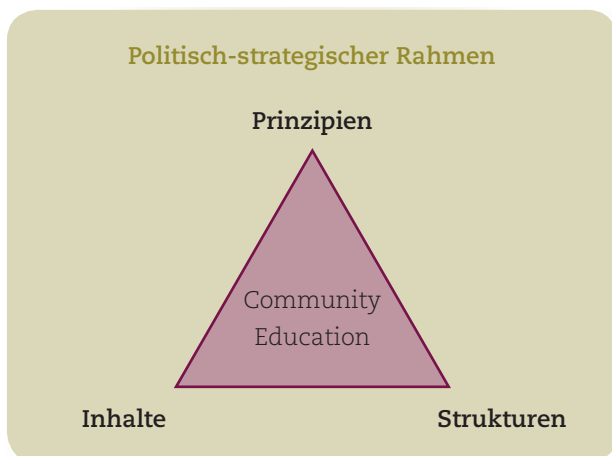 Politisch-strategischer Rahmen
Prinzipien
Community
Education
Inhalte
Strukturen